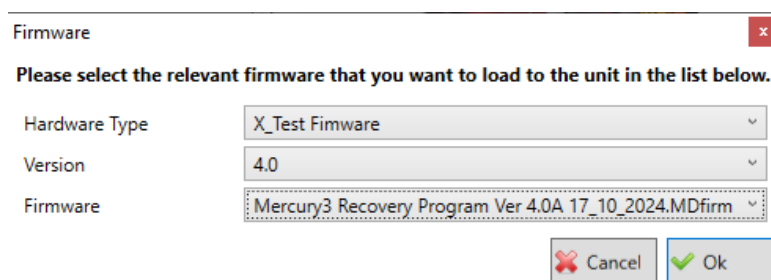 Firmware
x
Please select the relevant firmware that you want to load to the unit in the list below.
Hardware Type X_Test Fimware
Version 4.0
Firmware Mercury3 Recovery Program Ver 4.0A 17_10_2024.MDfirm
Cancel Ok